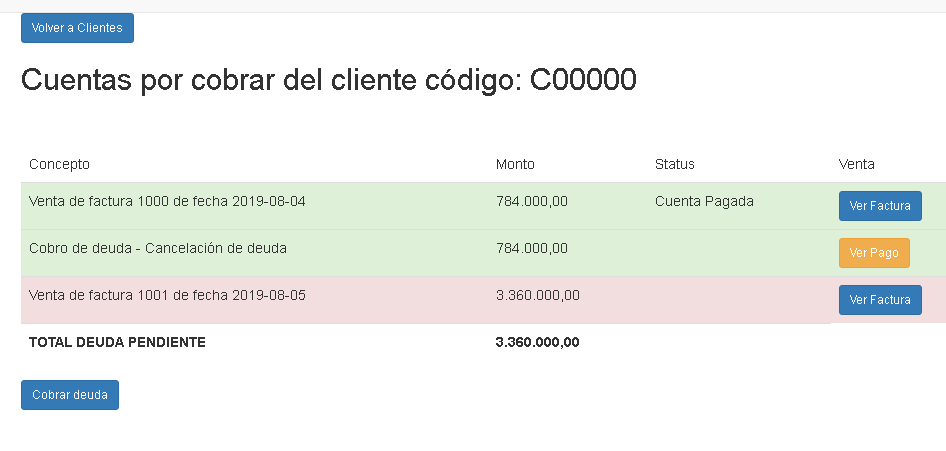 Volver a Clientes
Cuentas por cobrar del cliente código: C00000
Concepto Monto Status Venta
Venta de factura 1000 de fecha 2019-08-04 784.000,00 Cuenta Pagada Ver Factura
Cobro de deuda - Cancelación de deuda 784.000,00 Ver Pago
Venta de factura 1001 de fecha 2019-08-05 3.360.000,00 Ver Factura
TOTAL DEUDA PENDIENTE 3.360.000,00
Cobrar deuda